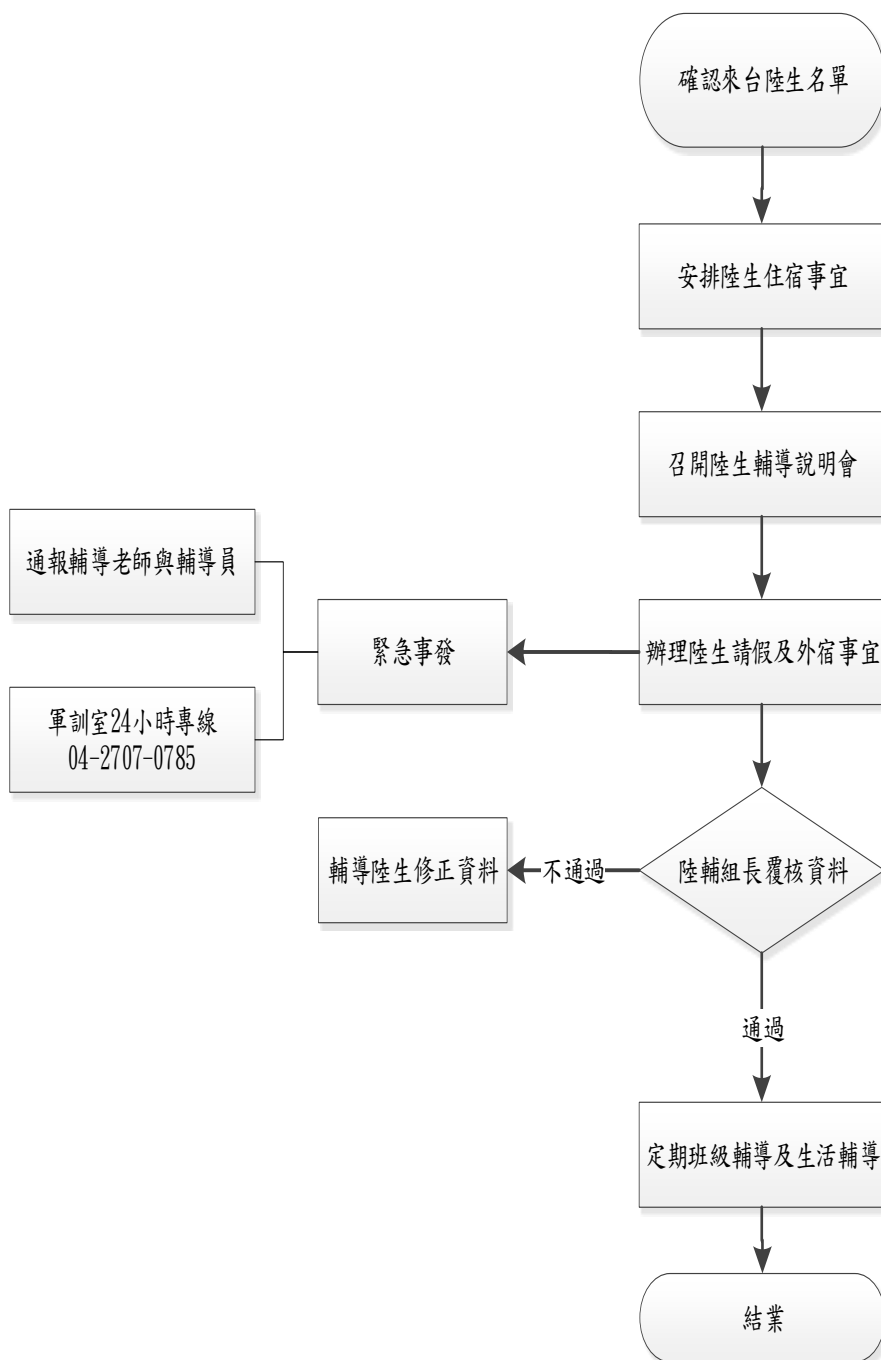 確認來台陸生名單
安排陸生住宿事宜
召開陸生輔導說明會
通報輔導老師與輔導員
緊急事發
辦理陸生請假及外宿事宜
軍訓室24小時專線
04-2707-0785
輔導陸生修正資料
不通過
陸輔組長覆核資料
通過
定期班級輔導及生活輔導
結業